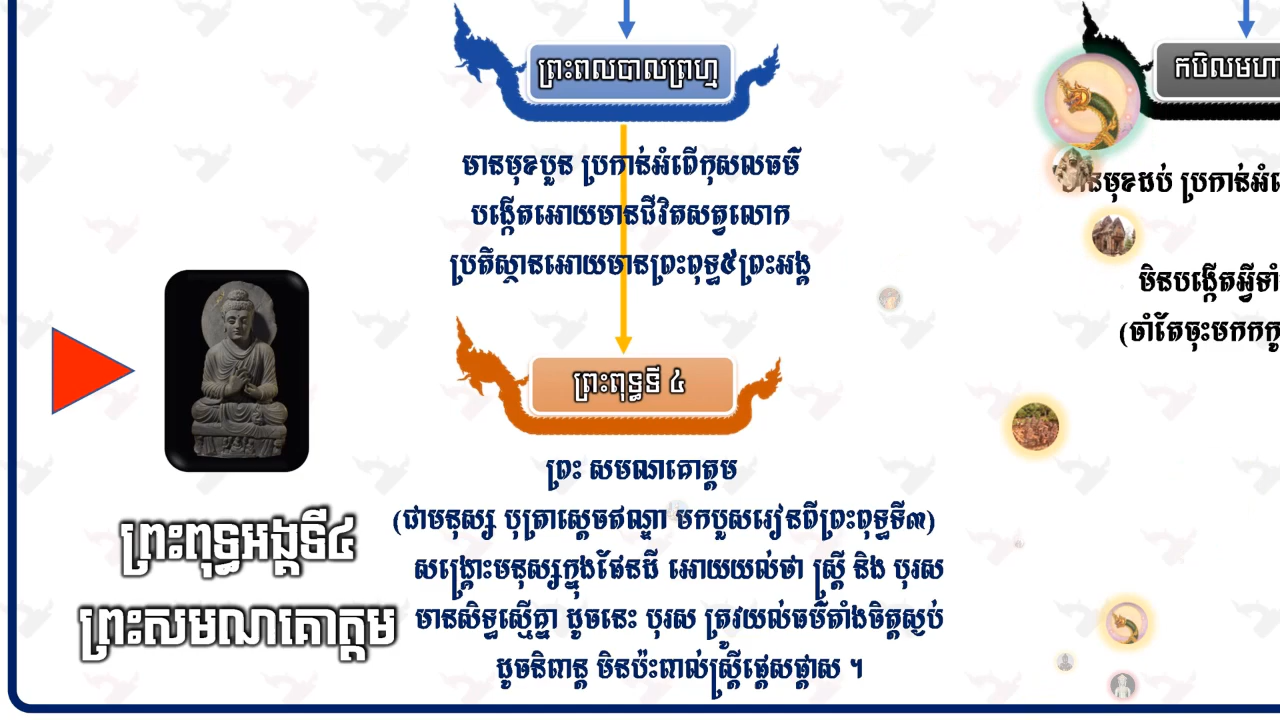 ព្រះពលបាលព្រហ្ម
មានមុខបួន ប្រកាន់អំពើកុសលធម៌
បង្កើតអោយមានជីវិតសត្វលោក
ប្រតិស្ឋានអោយមានព្រះពុទ្ធ៥ព្រះអង្គ
ព្រះពុទ្ធទី ៤
ព្រះ សមណគោត្តម
(ជាមនុស្ស បុត្រាស្ដេចឥណ្ឌា មកបួសរៀនពីព្រះពុទ្ធទី៣)
សង្គ្រោះមនុស្សក្នុងផែនដី អោយយល់ថា ស្ត្រី និង បុរស
មានសិទ្ធស្មើគ្នា ដូចនេះ បុរស ត្រូវយល់ធម៌តាំងចិត្តស្ងប់
ដូចនិពាន្ត មិនប៉ះពាល់ស្ត្រីផ្ដេសផ្ដាស ។
ព្រះពុទ្ធអង្គទី៤
ព្រះសមណគោត្តម
កបិលមហា
មានមុខដប់ ប្រកាន់អំពើ
មិនបង្កើតអ្វីទាំ
(ចាំតែចុះមកកកូ